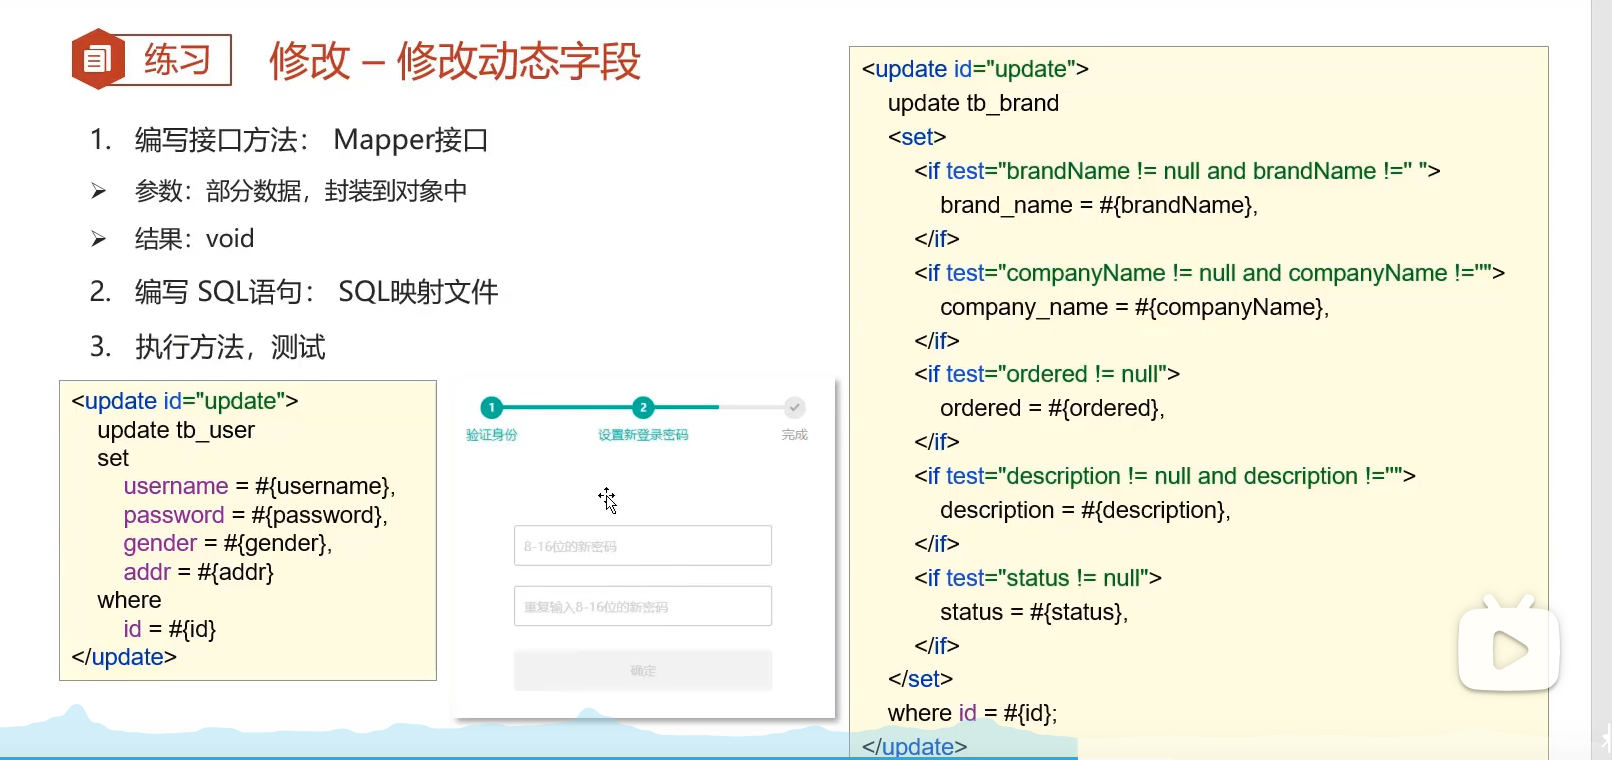 练习
修改 – 修改动态字段
1. 编写接口方法： Mapper接口
➢ 参数：部分数据，封装到对象中
➢ 结果：void
2. 编写 SQL语句： SQL映射文件
3. 执行方法，测试
<update id="update">
update tb_user
set
username = #{username},
password = #{password},
gender = #{gender},
addr = #{addr}
where
id = #{id}
</update>
1 2
验证身份 设置新登录密码 完成
8-16位的新密码
重复输入8-16位的新密码
确定
<update id="update">
update tb_brand
<set>
<if test="brandName != null and brandName !='' ">
brand_name = #{brandName},
</if>
<if test="companyName != null and companyName !=''">
company_name = #{companyName},
</if>
<if test="ordered != null">
ordered = #{ordered},
</if>
<if test="description != null and description !=''">
description = #{description},
</if>
<if test="status != null">
status = #{status},
</if>
</set>
where id = #{id};
</update>